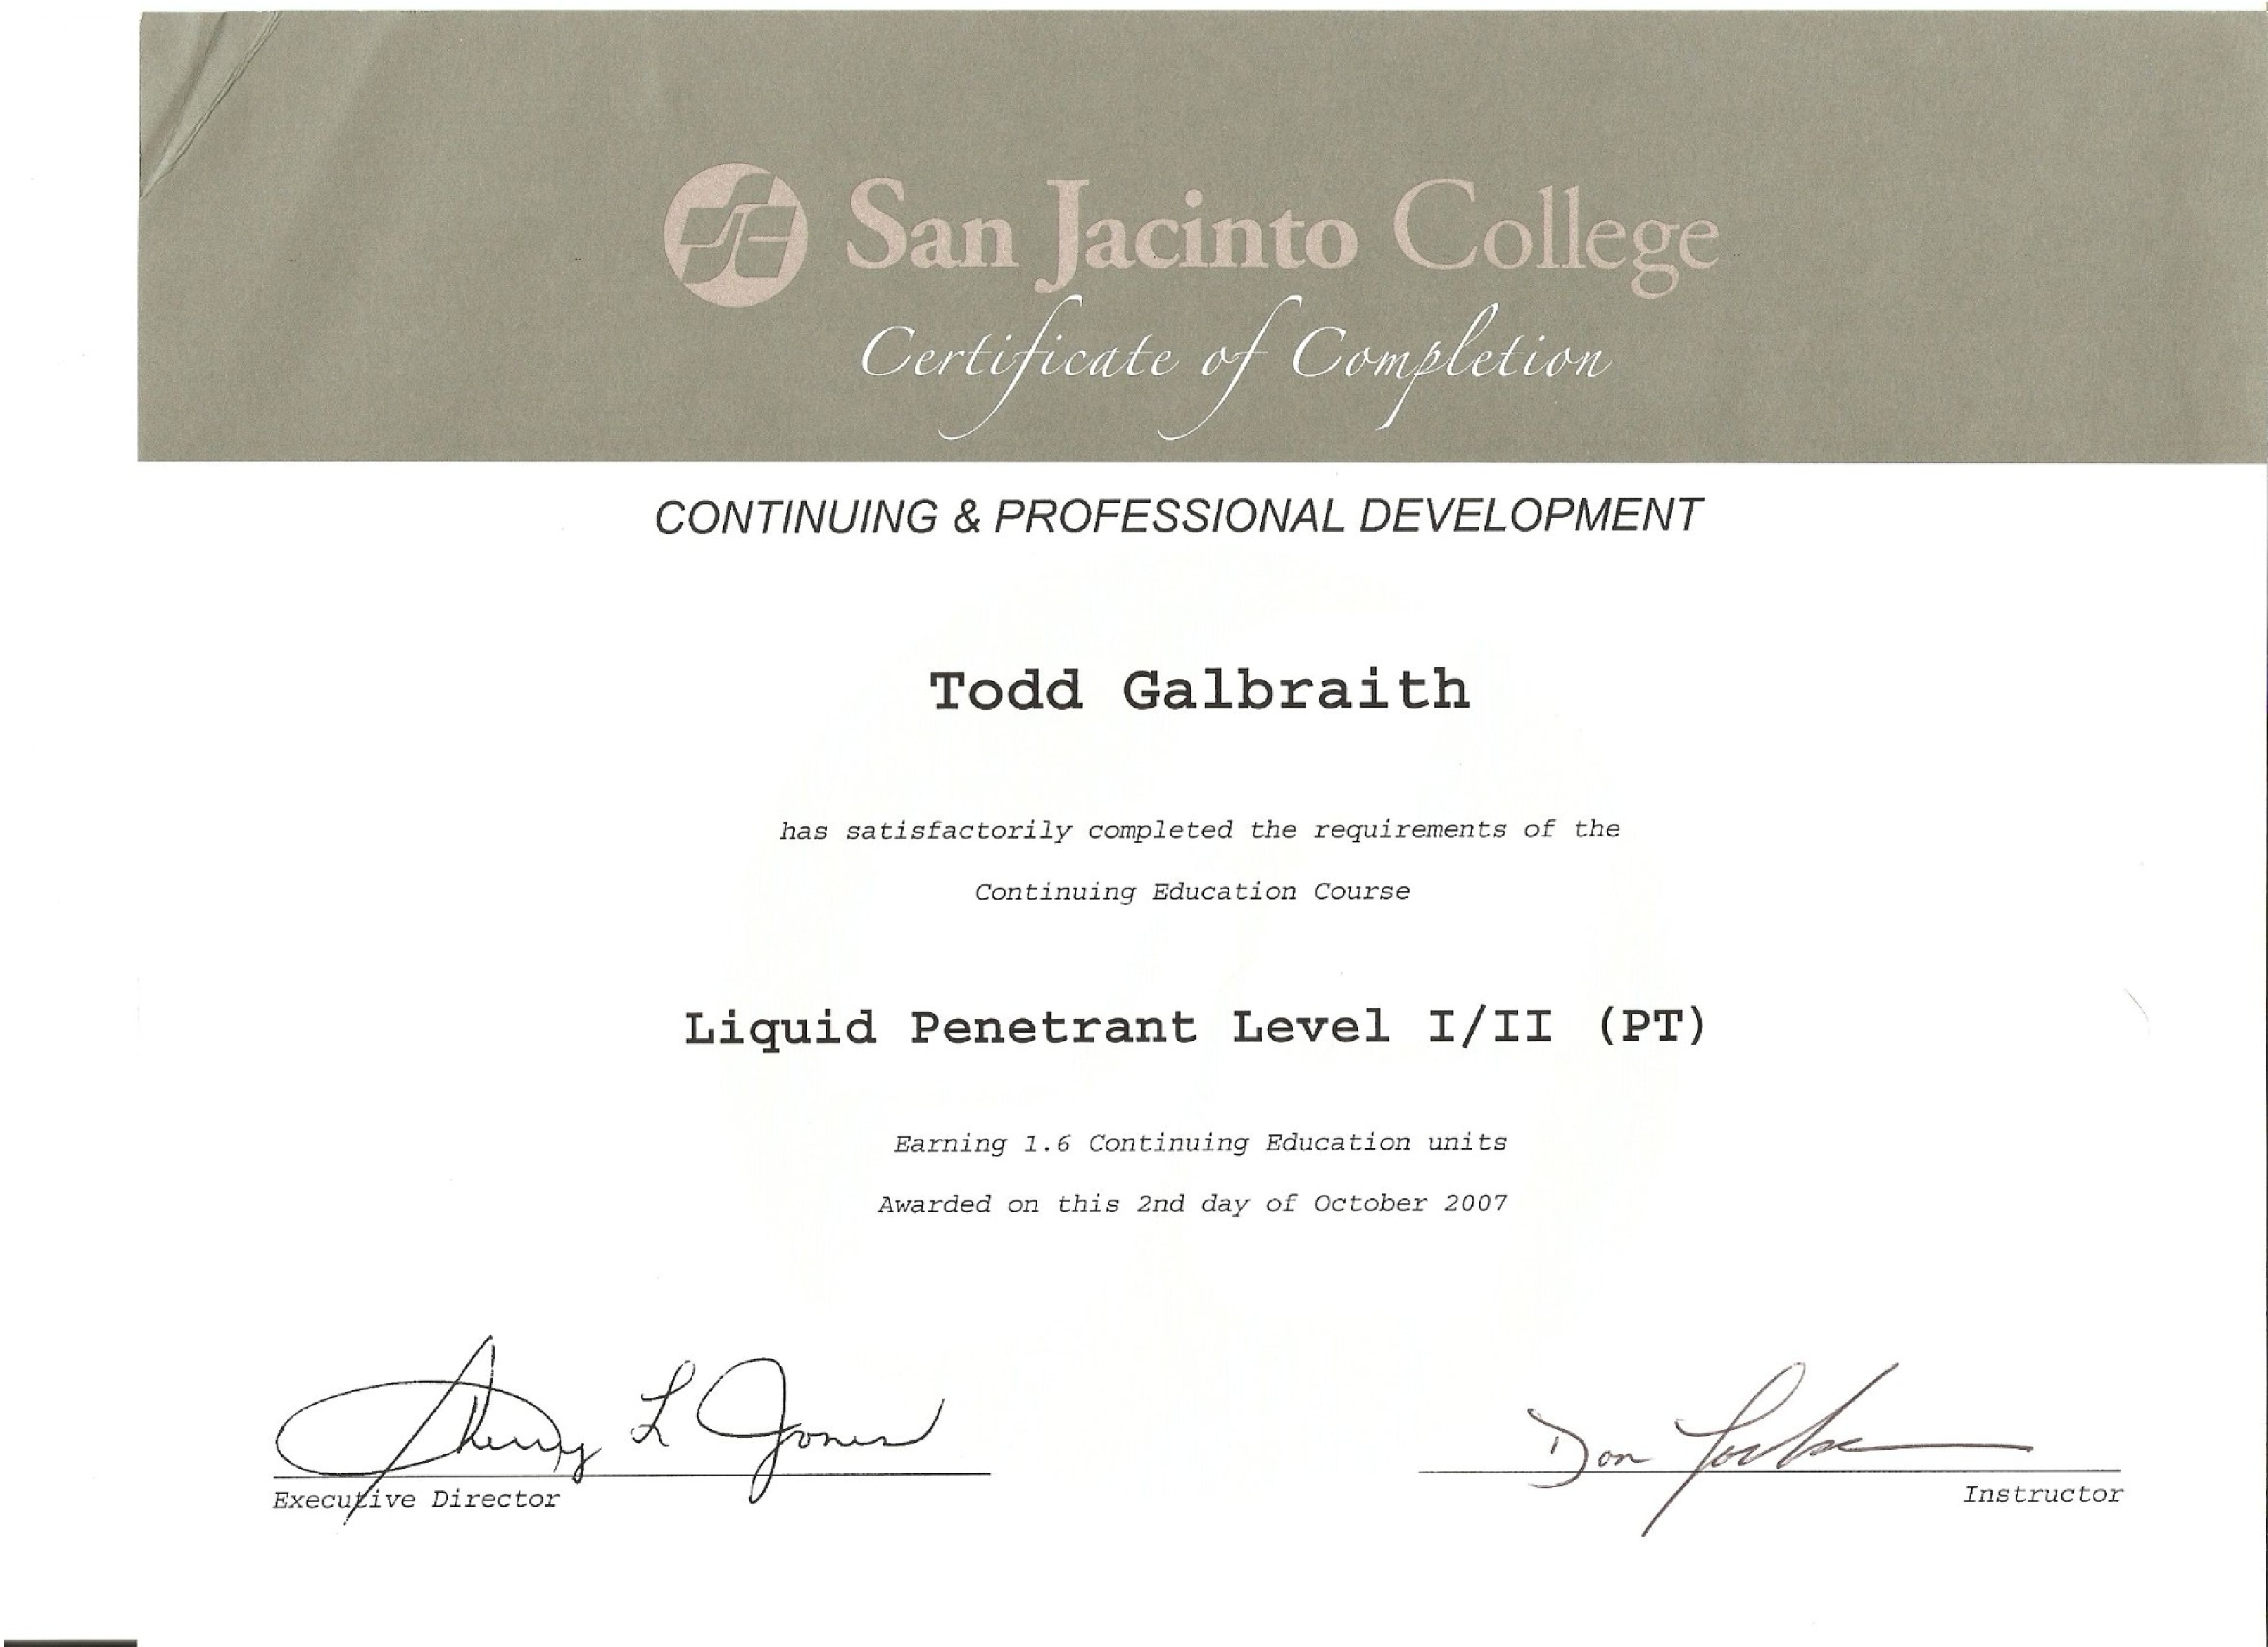 San Jacinto College
Certificate of Completion
CONTINUING & PROFESSIONAL DEVELOPMENT
Todd Galbraith
has satisfactorily completed the requirements of the
Continuing Education Course
Liquid Penetrant Level I/II (PT)
Earning 1.6 Continuing Education units
Awarded on this 2nd day of October 2007
Sherry L Jones
Don
Executive Director
Instructor